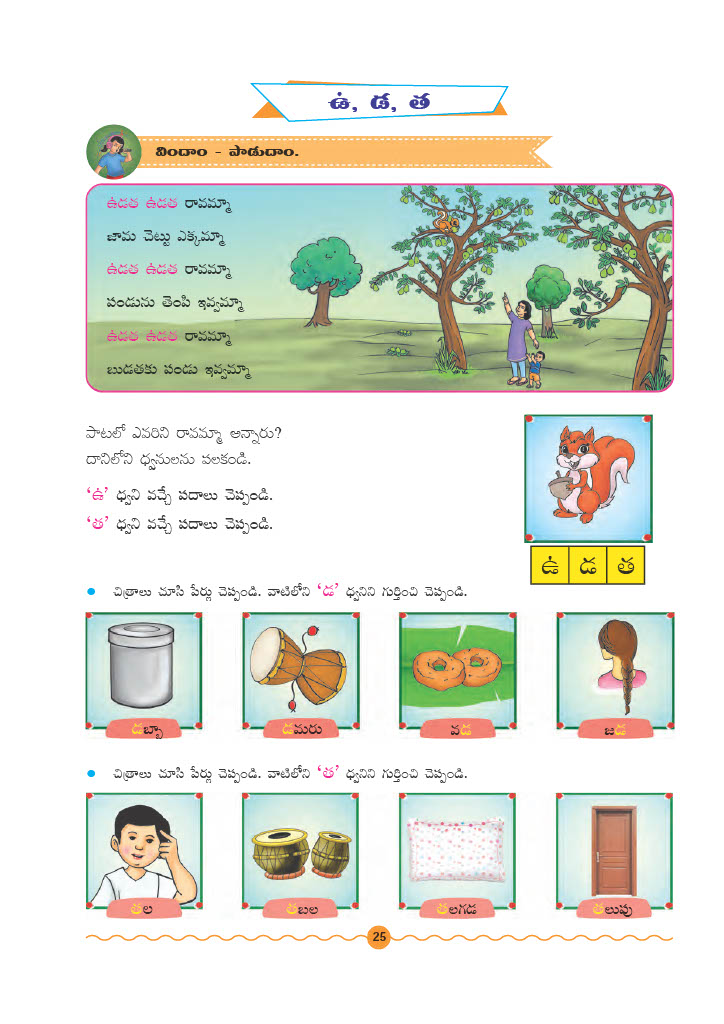 ఉ, డ, త
విందాం - పాడుదాం.
ఉడత ఉడత రావమ్మా
జామ చెట్టు ఎక్కమ్మా
ఉడత ఉడత రావమ్మా
పండును తెంపి ఇవ్వమ్మా
ఉడత ఉడత రావమ్మా
బుడతకు పండు ఇవ్వమ్మా
పాటలో ఎవరిని రావమ్మా అన్నారు?
దానిలోని ధ్వనులను పలకండి.
‘ఉ’ ధ్వని వచ్చే పదాలు చెప్పండి.
‘త’ ధ్వని వచ్చే పదాలు చెప్పండి.
ఉ డ త
• చిత్రాలు చూసి పేర్లు చెప్పండి. వాటిలోని ‘డ’ ధ్వనిని గుర్తించి చెప్పండి.
డబ్బా డమరు వడ జడ
• చిత్రాలు చూసి పేర్లు చెప్పండి. వాటిలోని ‘త’ ధ్వనిని గుర్తించి చెప్పండి.
తల తబల తలగడ తలుపు
25